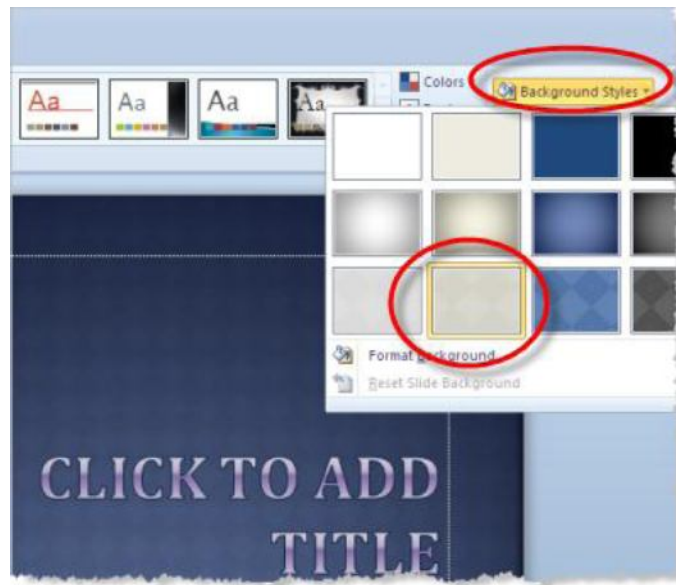 Colors
Background Styles
Aa
Aa
Aa
Aa
Format Background...
Reset Slide Background
CLICK TO ADD
TITLE